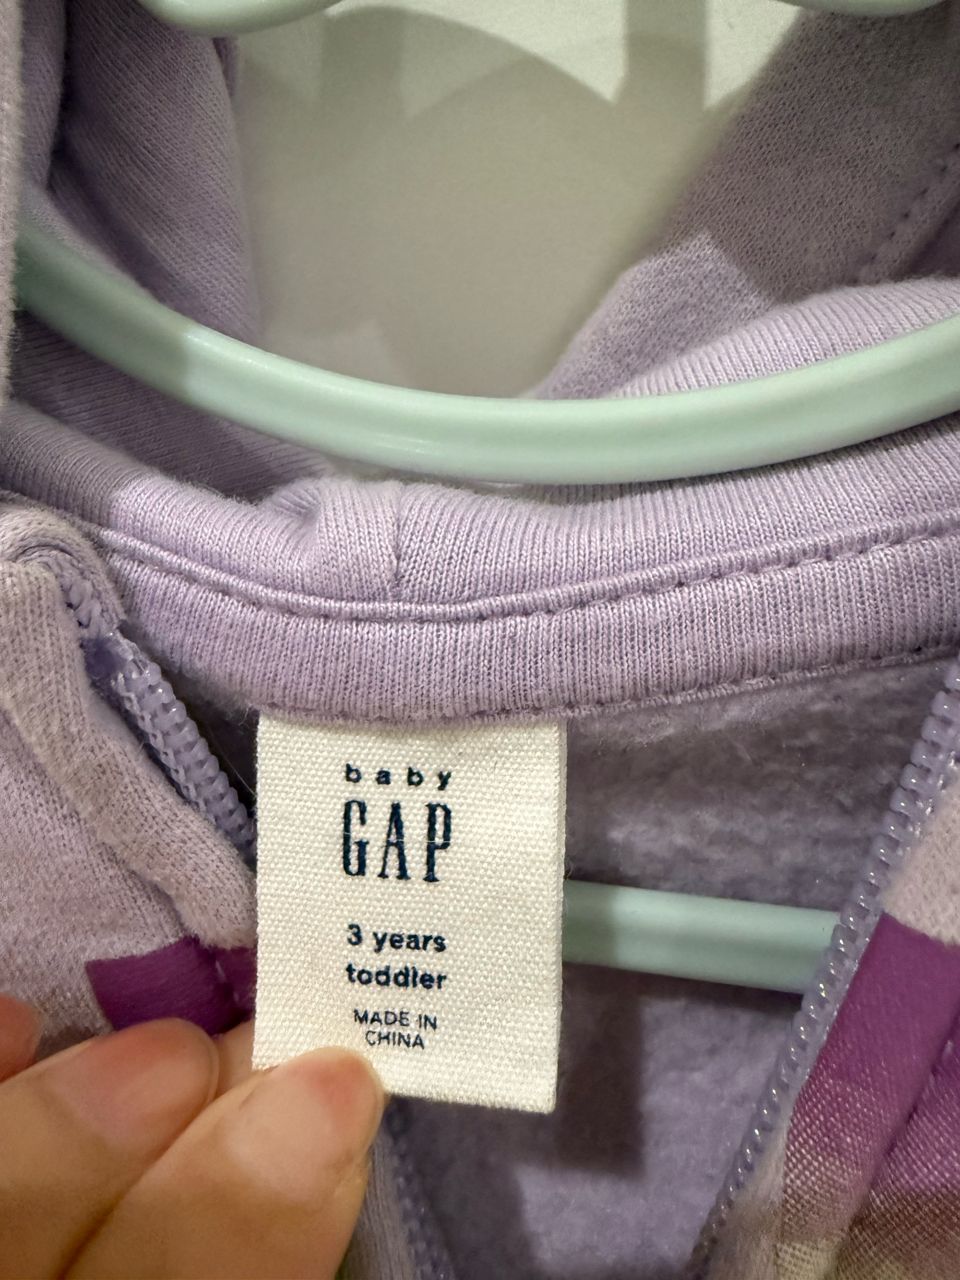 baby
GAP
3 years
toddler
MADE IN
CHINA